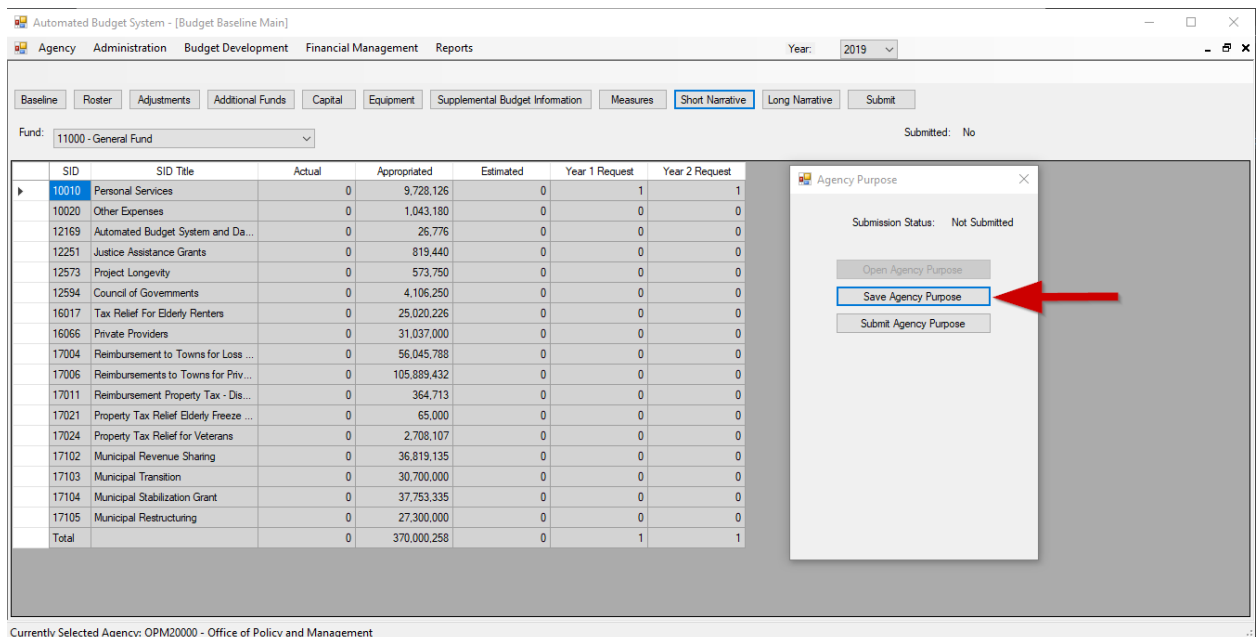 Automated Budget System - [Budget Baseline Main]
Agency Administration Budget Development Financial Management Reports Year: 2019
Baseline Roster Adjustments Additional Funds Capital Equipment Supplemental Budget Information Measures Short Narrative Long Narrative Submit
Fund: 11000 - General Fund Submitted: No
SID SID Title Actual Appropriated Estimated Year 1 Request Year 2 Request
10010 Personal Services 0 9,728,126 0 1 1
10020 Other Expenses 0 1,043,180 0 0 0
12169 Automated Budget System and Da... 0 26,776 0 0 0
12251 Justice Assistance Grants 0 819,440 0 0 0
12573 Project Longevity 0 573,750 0 0 0
12594 Council of Governments 0 4,106,250 0 0 0
16017 Tax Relief For Elderly Renters 0 25,020,226 0 0 0
16066 Private Providers 0 31,037,000 0 0 0
17004 Reimbursement to Towns for Loss ... 0 56,045,788 0 0 0
17006 Reimbursements to Towns for Priv... 0 105,889,432 0 0 0
17011 Reimbursement Property Tax - Dis... 0 364,713 0 0 0
17021 Property Tax Relief Elderly Freeze ... 0 65,000 0 0 0
17024 Property Tax Relief for Veterans 0 2,708,107 0 0 0
17102 Municipal Revenue Sharing 0 36,819,135 0 0 0
17103 Municipal Transition 0 30,700,000 0 0 0
17104 Municipal Stabilization Grant 0 37,753,335 0 0 0
17105 Municipal Restructuring 0 27,300,000 0 0 0
Total 0 370,000,258 0 1 1
Agency Purpose
Submission Status: Not Submitted
Open Agency Purpose
Save Agency Purpose
Submit Agency Purpose
Currently Selected Agency: OPM20000 - Office of Policy and Management